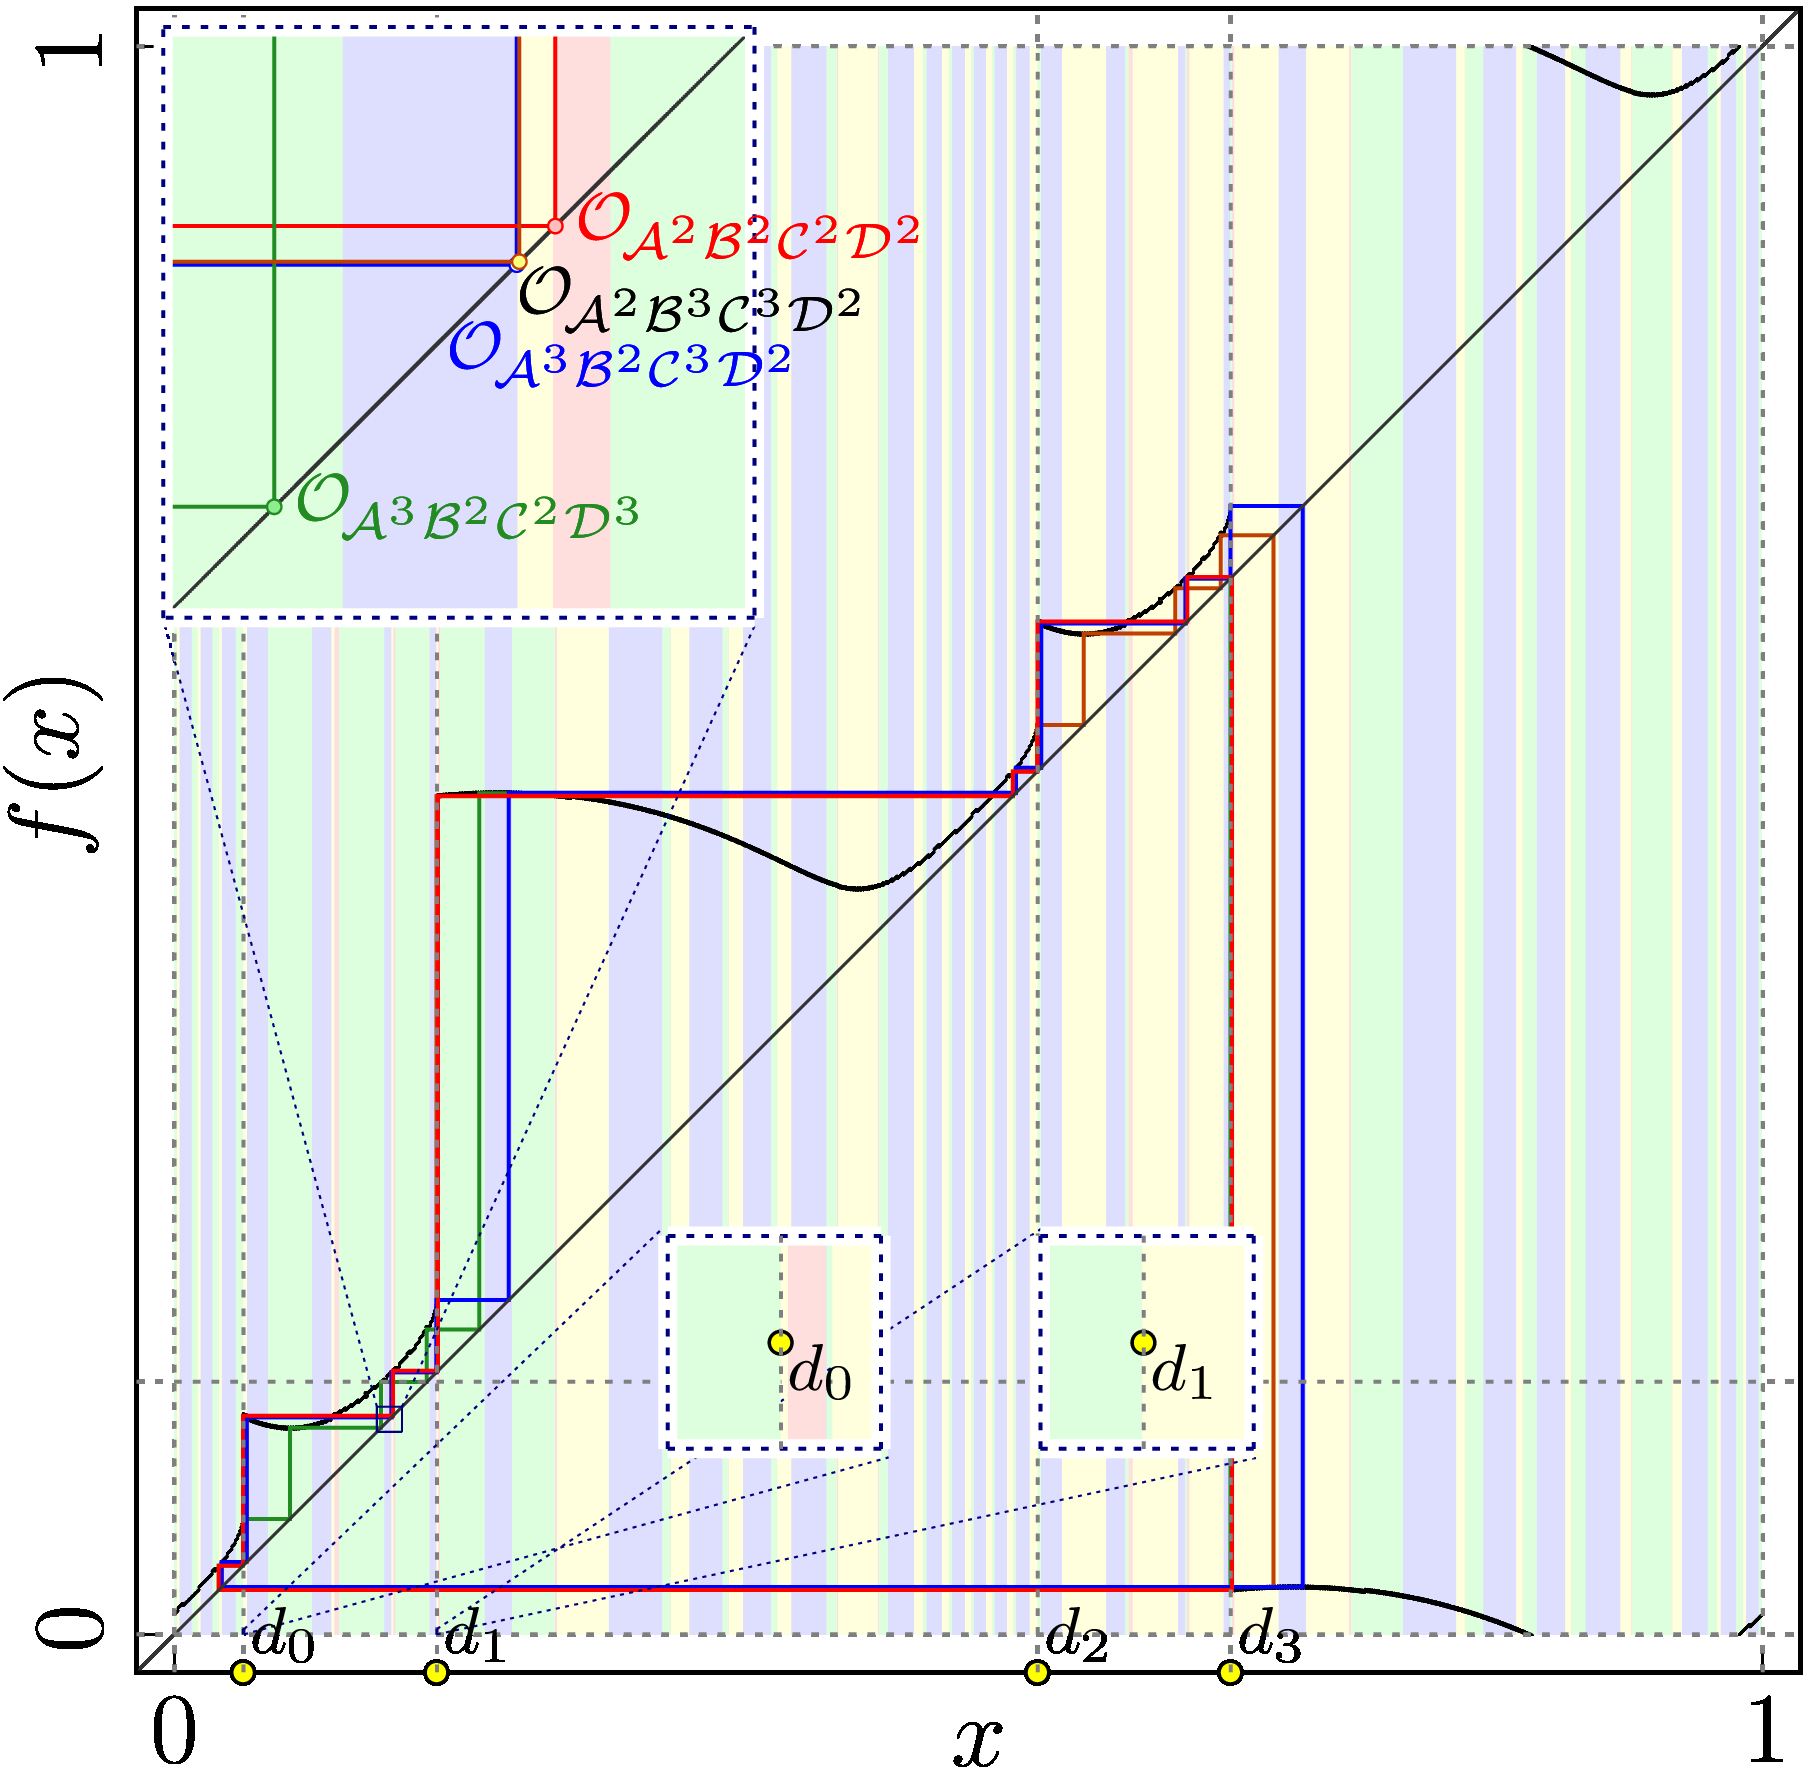 1
𝒪_{𝒜²ℬ²𝒞²𝒟²}
𝒪_{𝒜²ℬ³𝒞³𝒟²}
𝒪_{𝒜³ℬ²𝒞³𝒟²}
𝒪_{𝒜³ℬ²𝒞²𝒟³}
f(x)
d₀ d₁
0 d₀ d₁ d₂ d₃
0 x 1